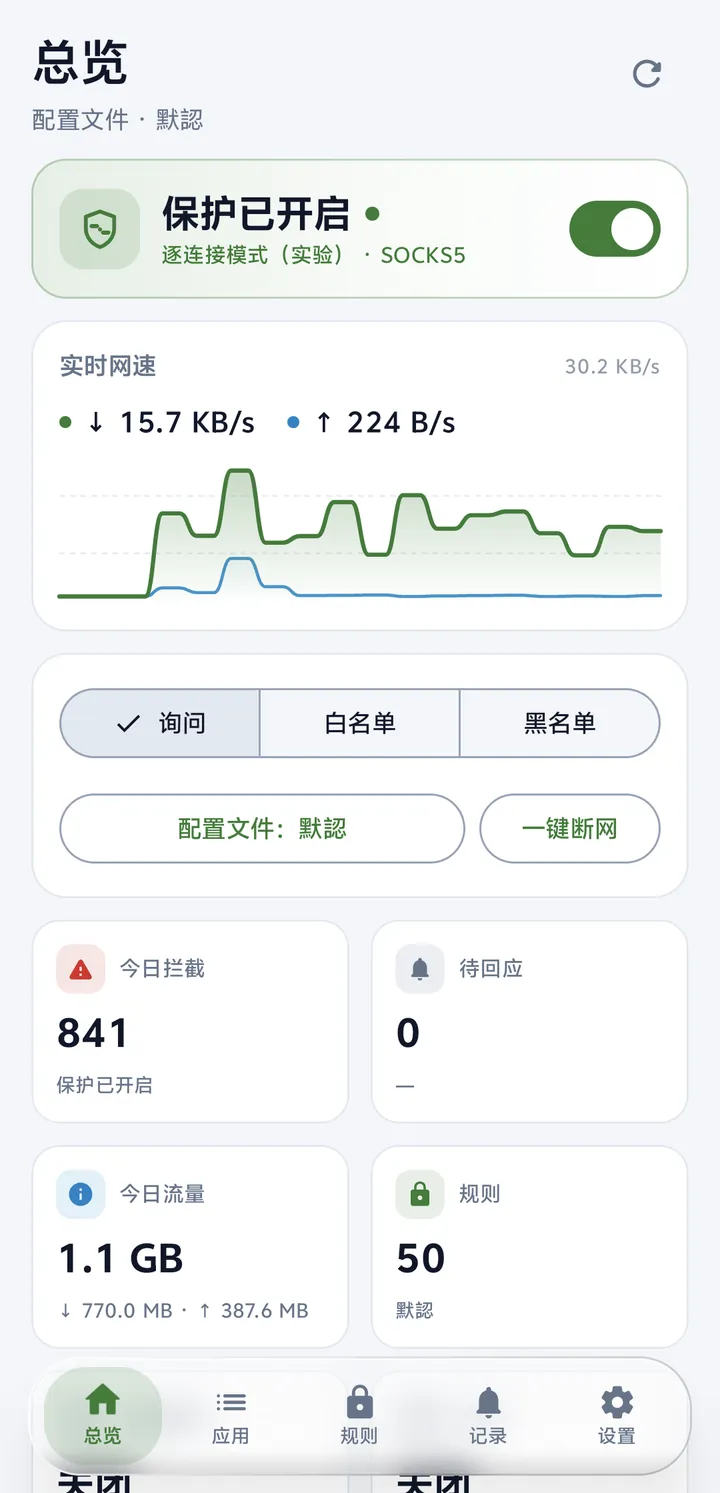 总览
配置文件 · 默認
保护已开启
逐连接模式（实验） · SOCKS5
实时网速 30.2 KB/s
↓ 15.7 KB/s ↑ 224 B/s
询问 白名单 黑名单
配置文件：默認 一键断网
今日拦截 待回应
841 0
保护已开启 —
今日流量 规则
1.1 GB 50
↓ 770.0 MB · ↑ 387.6 MB 默認
总览 应用 规则 记录 设置